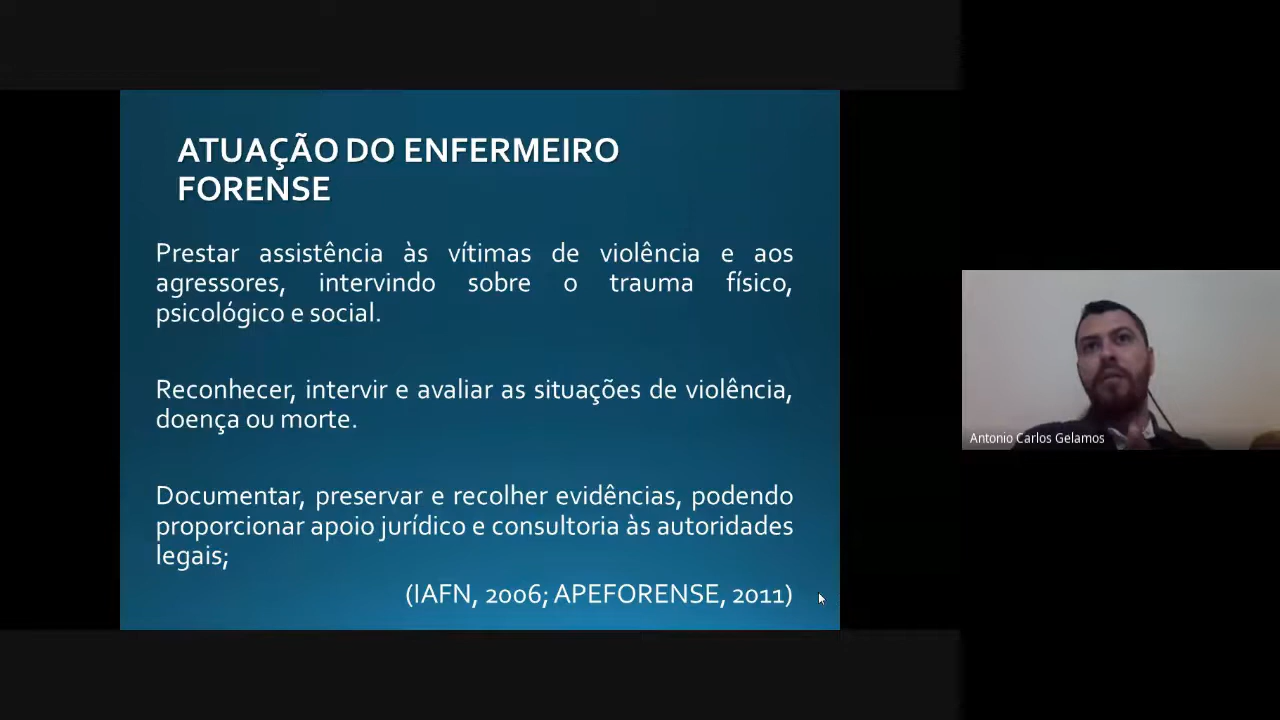 ATUAÇÃO DO ENFERMEIRO
FORENSE
Prestar assistência às vítimas de violência e aos
agressores, intervindo sobre o trauma físico,
psicológico e social.
Reconhecer, intervir e avaliar as situações de violência,
doença ou morte.
Documentar, preservar e recolher evidências, podendo
proporcionar apoio jurídico e consultoria às autoridades
legais;
(IAFN, 2006; APEFORENSE, 2011)
Antonio Carlos Gelamos